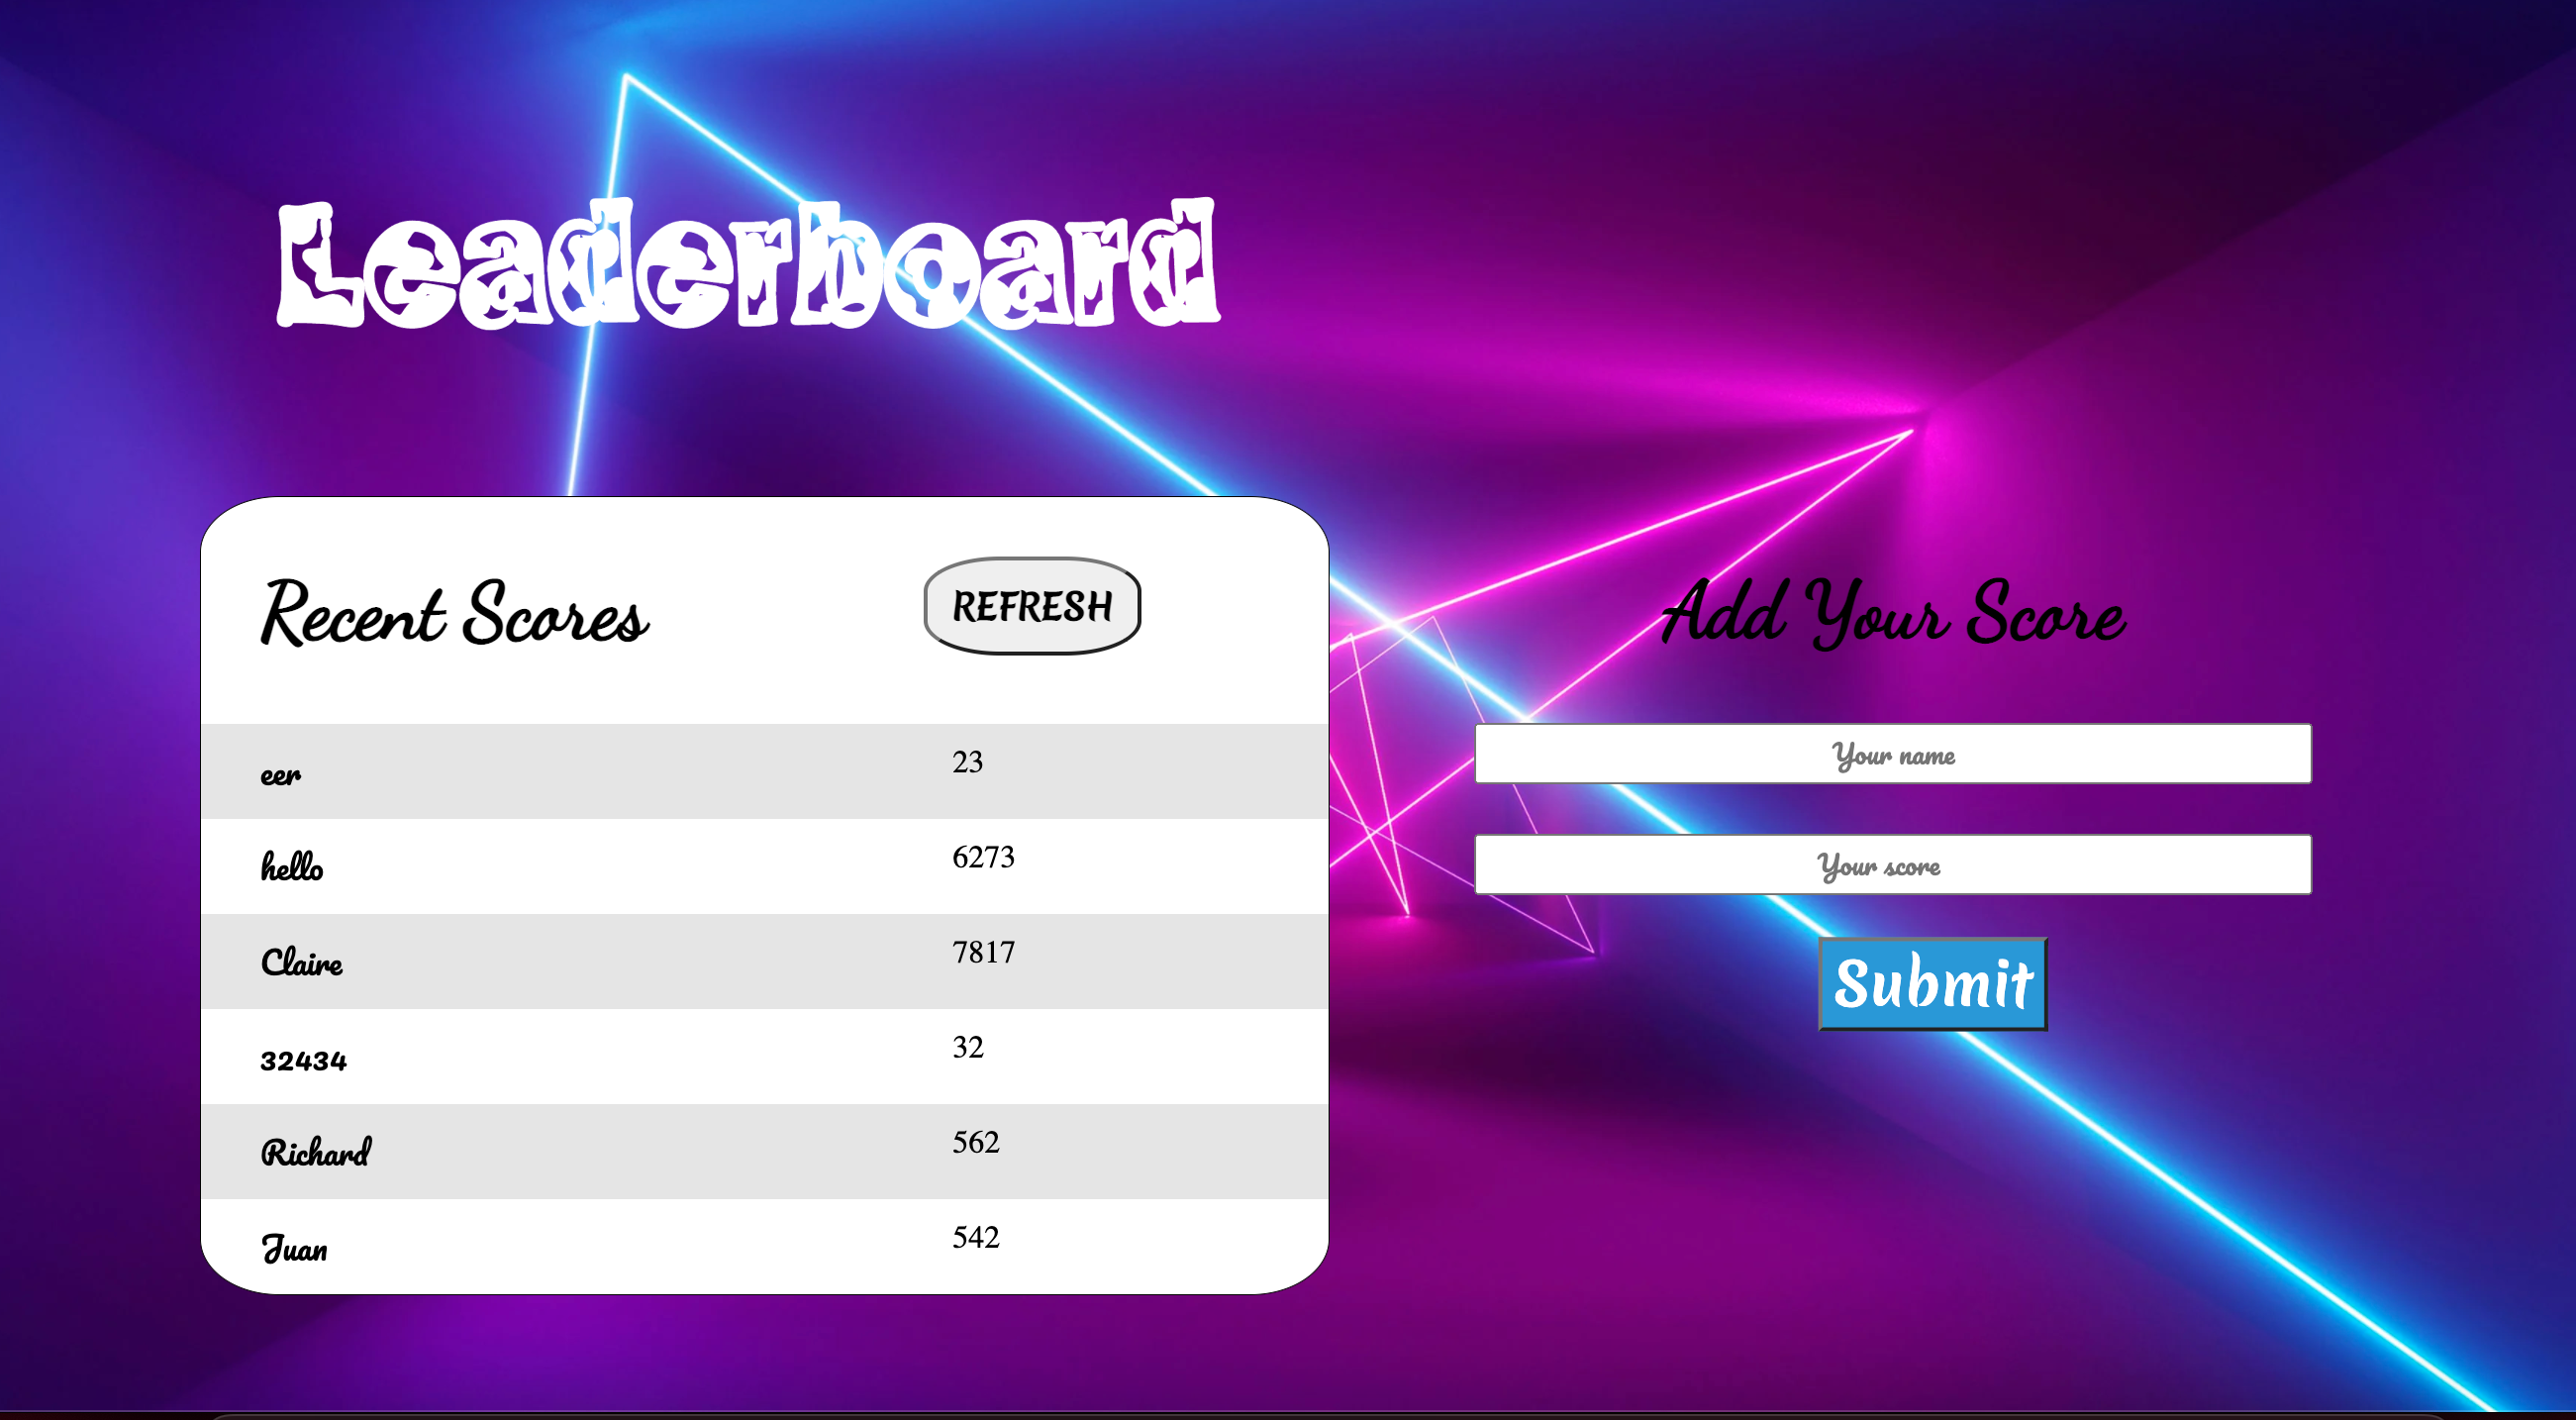 Leaderboard
Recent Scores
REFRESH
eer 23
hello 6273
Claire 7817
32434 32
Richard 562
Juan 542
Add Your Score
Your name
Your score
Submit